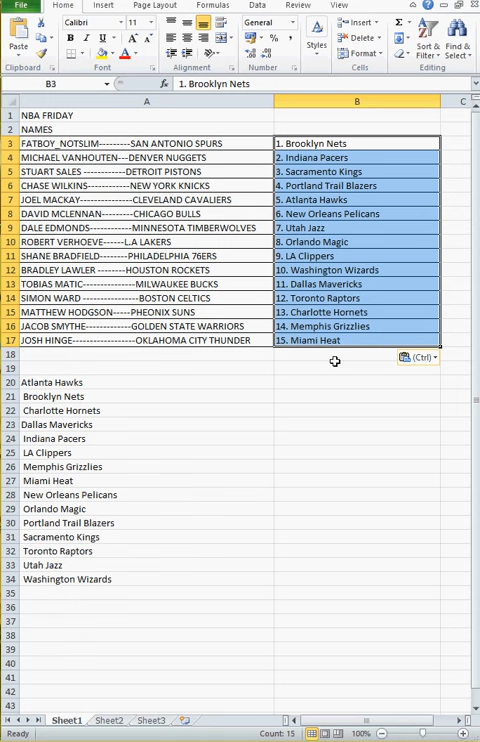 File Home Insert Page Layout Formulas Data Review View
Calibri 11 General Insert Σ
Paste B I U A $ % , Styles Delete Sort & Filter Find & Select
Format
Clipboard Font Alignment Number Cells Editing
B3 fx 1. Brooklyn Nets
A B C
1 NBA FRIDAY
2 NAMES
3 FATBOY_NOTSLIM---------SAN ANTONIO SPURS 1. Brooklyn Nets
4 MICHAEL VANHOUTEN---DENVER NUGGETS 2. Indiana Pacers
5 STUART SALES ------------DETROIT PISTONS 3. Sacramento Kings
6 CHASE WILKINS------------NEW YORK KNICKS 4. Portland Trail Blazers
7 JOEL MACKAY--------------CLEVELAND CAVALIERS 5. Atlanta Hawks
8 DAVID MCLENNAN---------CHICAGO BULLS 6. New Orleans Pelicans
9 DALE EDMONDS------------MINNESOTA TIMBERWOLVES 7. Utah Jazz
10 ROBERT VERHOEVE------L.A LAKERS 8. Orlando Magic
11 SHANE BRADFIELD-------PHILADELPHIA 76ERS 9. LA Clippers
12 BRADLEY LAWLER --------HOUSTON ROCKETS 10. Washington Wizards
13 TOBIAS MATIC-------------MILWAUKEE BUCKS 11. Dallas Mavericks
14 SIMON WARD --------------BOSTON CELTICS 12. Toronto Raptors
15 MATTHEW HODGSON-----PHEONIX SUNS 13. Charlotte Hornets
16 JACOB SMYTHE------------GOLDEN STATE WARRIORS 14. Memphis Grizzlies
17 JOSH HINGE----------------OKLAHOMA CITY THUNDER 15. Miami Heat
18 (Ctrl)
19
20 Atlanta Hawks
21 Brooklyn Nets
22 Charlotte Hornets
23 Dallas Mavericks
24 Indiana Pacers
25 LA Clippers
26 Memphis Grizzlies
27 Miami Heat
28 New Orleans Pelicans
29 Orlando Magic
30 Portland Trail Blazers
31 Sacramento Kings
32 Toronto Raptors
33 Utah Jazz
34 Washington Wizards
35
36
37
38
39
40
41
42
43
Sheet1 Sheet2 Sheet3
Ready Count: 15 100%